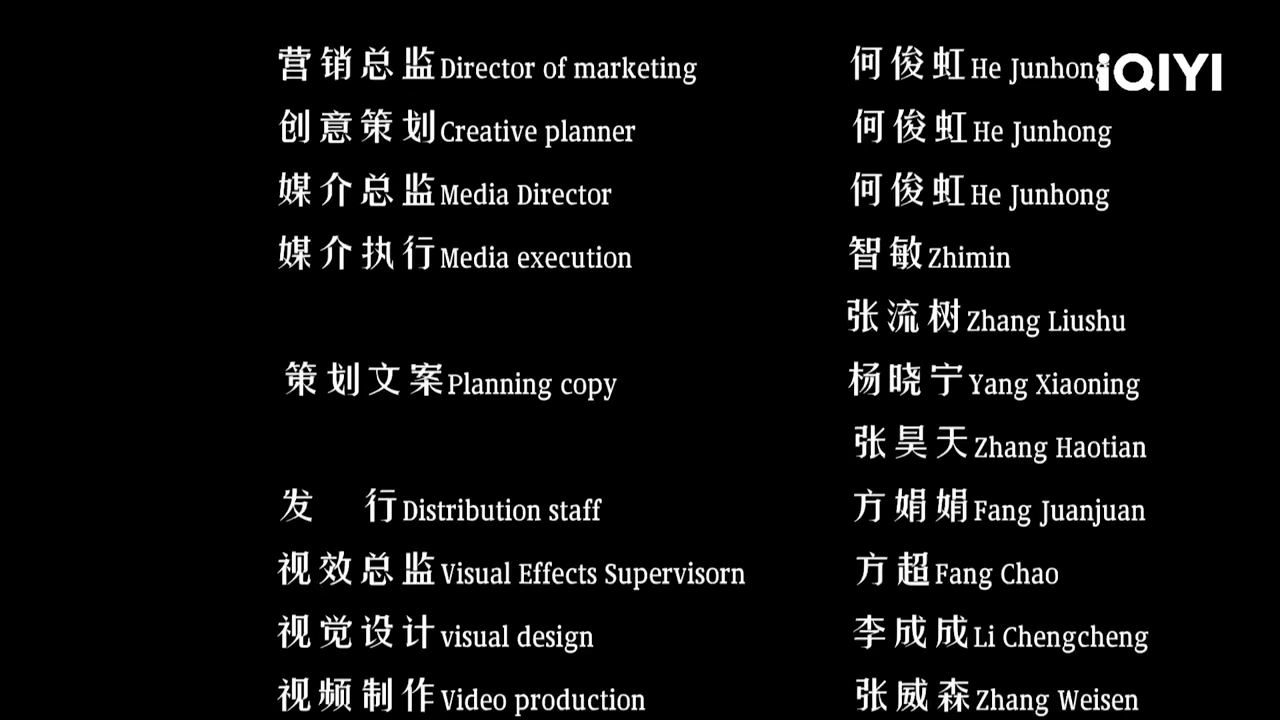 营销总监Director of marketing 何俊虹He Junhong
iQIYI
创意策划Creative planner 何俊虹He Junhong
媒介总监Media Director 何俊虹He Junhong
媒介执行Media execution 智敏Zhimin
张流树Zhang Liushu
策划文案Planning copy 杨晓宁Yang Xiaoning
张昊天Zhang Haotian
发 行Distribution staff 方娟娟Fang Juanjuan
视效总监Visual Effects Supervisorn 方超Fang Chao
视觉设计visual design 李成成Li Chengcheng
视频制作Video production 张威森Zhang Weisen